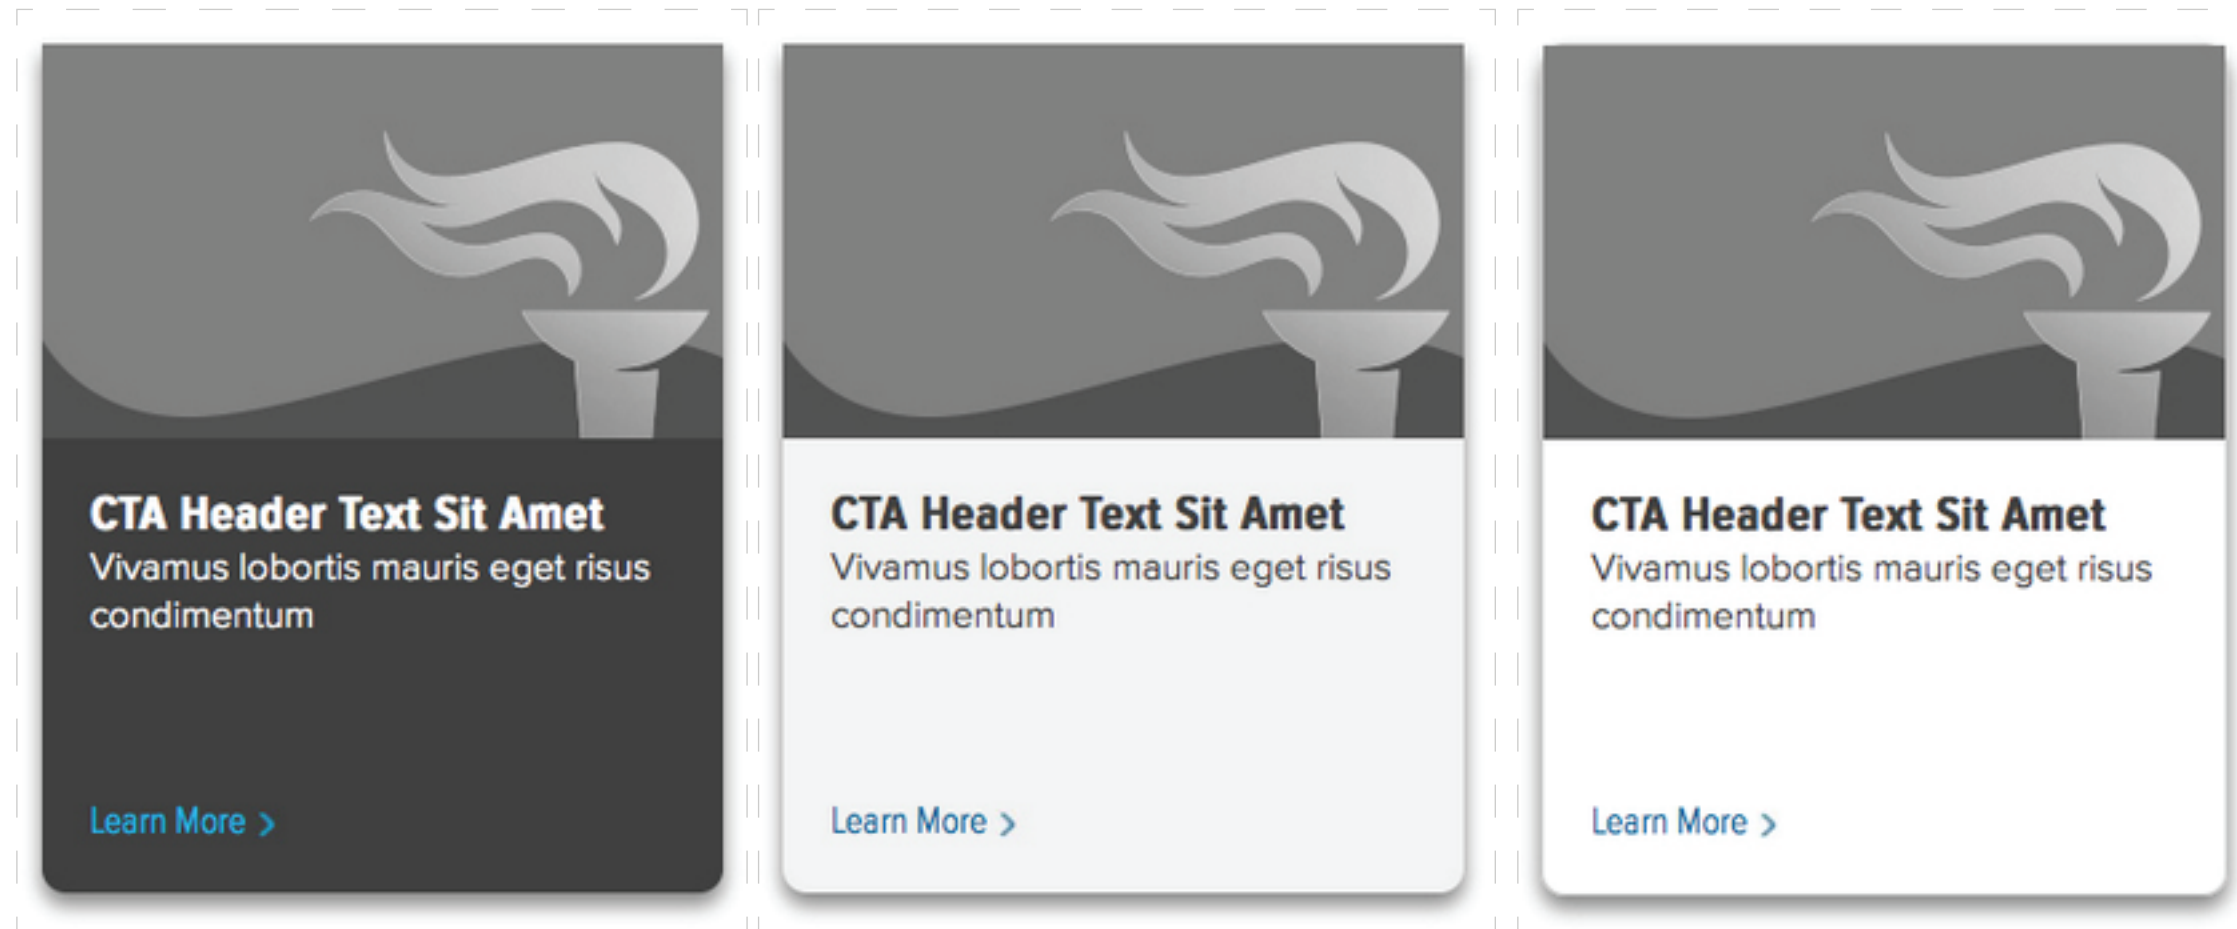 CTA Header Text Sit Amet
Vivamus lobortis mauris eget risus
condimentum
Learn More >
CTA Header Text Sit Amet
Vivamus lobortis mauris eget risus
condimentum
Learn More >
CTA Header Text Sit Amet
Vivamus lobortis mauris eget risus
condimentum
Learn More >